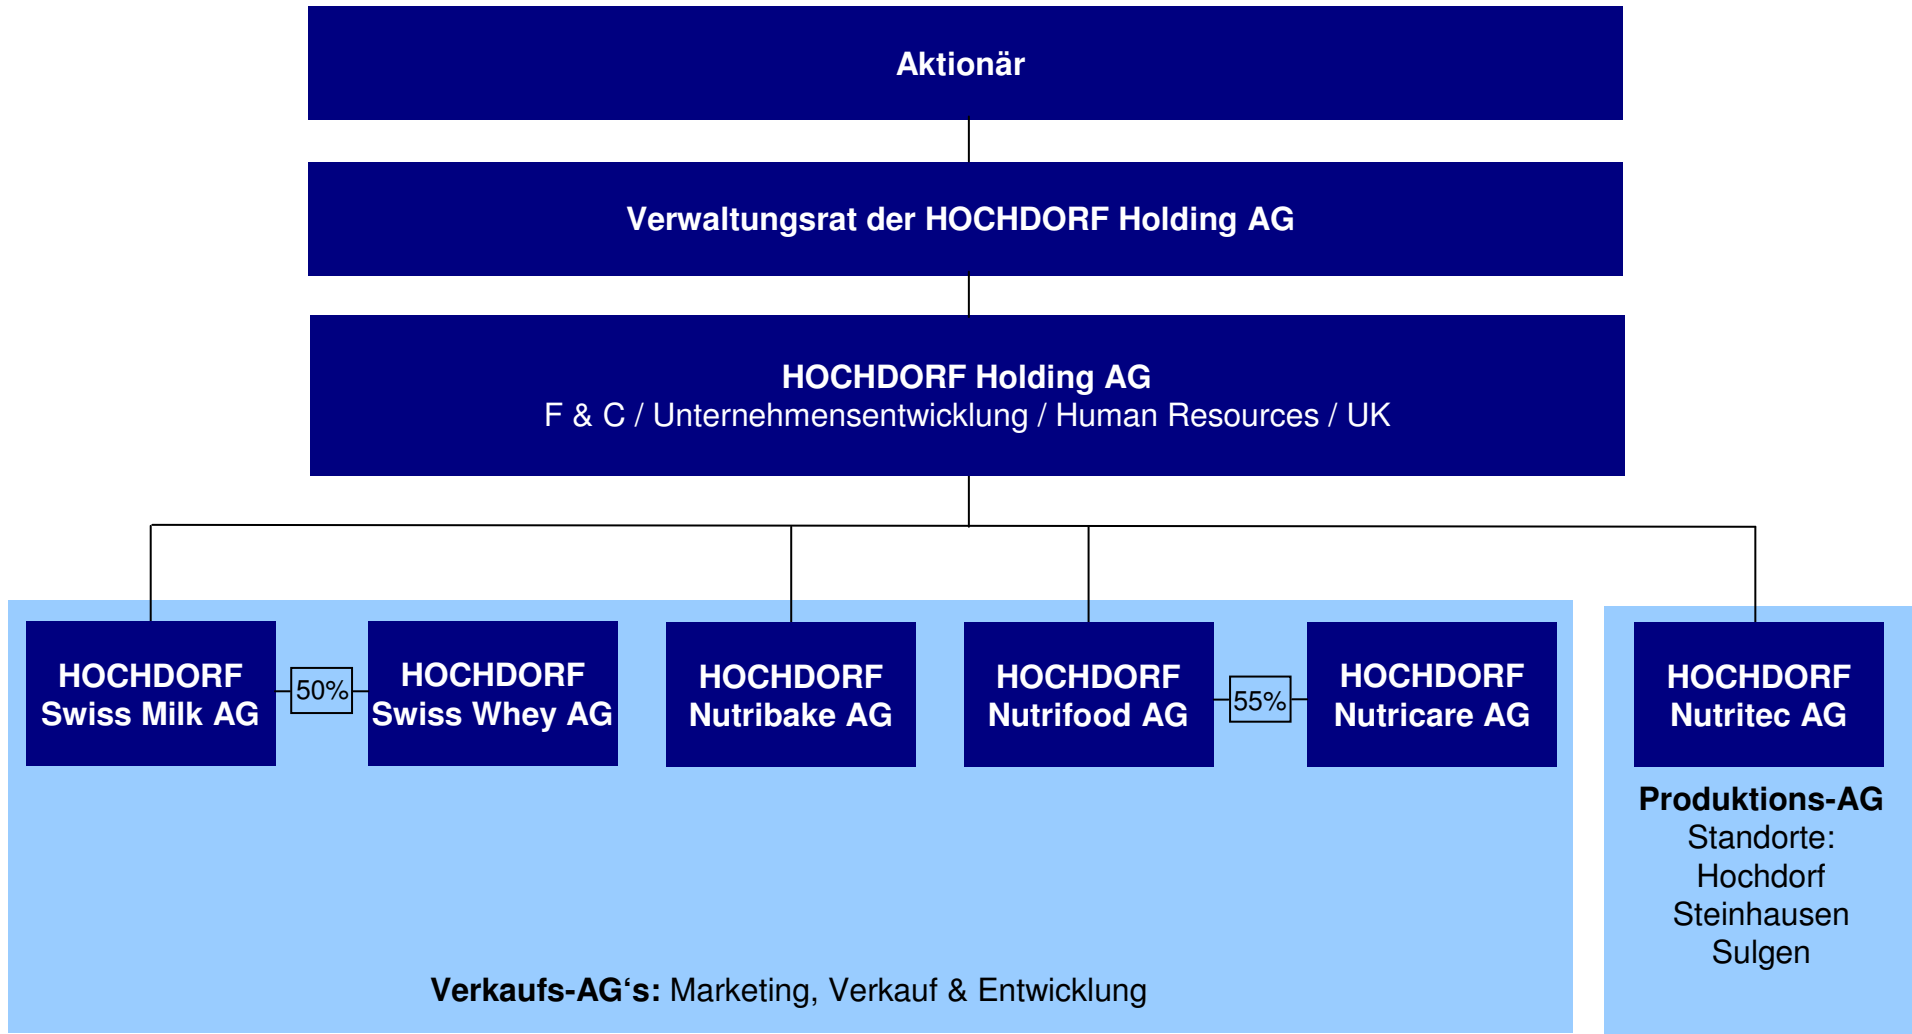 Aktionär
Verwaltungsrat der HOCHDORF Holding AG
HOCHDORF Holding AG
F & C / Unternehmensentwicklung / Human Resources / UK
HOCHDORF
Swiss Milk AG
50%
HOCHDORF
Swiss Whey AG
HOCHDORF
Nutribake AG
HOCHDORF
Nutrifood AG
55%
HOCHDORF
Nutricare AG
HOCHDORF
Nutritec AG
Produktions-AG
Standorte:
Hochdorf
Steinhausen
Sulgen
Verkaufs-AG‘s: Marketing, Verkauf & Entwicklung